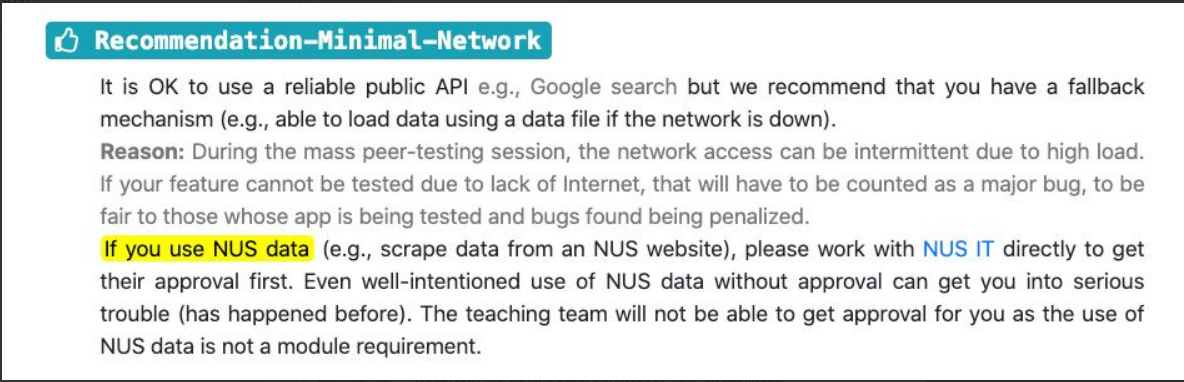 Recommendation-Minimal-Network
It is OK to use a reliable public API e.g., Google search but we recommend that you have a fallback
mechanism (e.g., able to load data using a data file if the network is down).
Reason: During the mass peer-testing session, the network access can be intermittent due to high load.
If your feature cannot be tested due to lack of Internet, that will have to be counted as a major bug, to be
fair to those whose app is being tested and bugs found being penalized.
If you use NUS data (e.g., scrape data from an NUS website), please work with NUS IT directly to get
their approval first. Even well-intentioned use of NUS data without approval can get you into serious
trouble (has happened before). The teaching team will not be able to get approval for you as the use of
NUS data is not a module requirement.